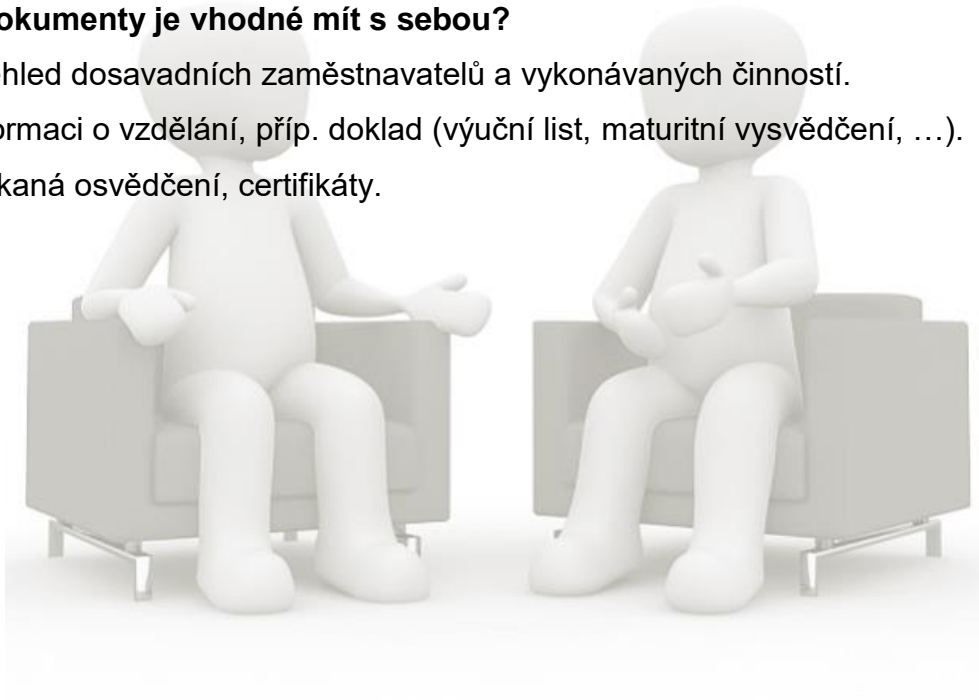 okumenty je vhodné mít s sebou?
ehled dosavadních zaměstnavatelů a vykonávaných činností.
ormaci o vzdělání, příp. doklad (výuční list, maturitní vysvědčení, …).
kaná osvědčení, certifikáty.